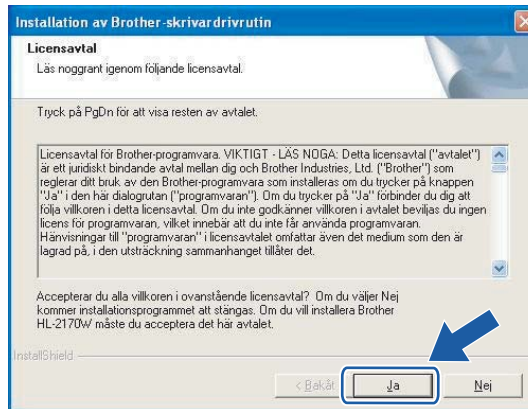 Installation av Brother-skrivardrivrutin
Licensavtal
Läs noggrant igenom följande licensavtal.
Tryck på PgDn för att visa resten av avtalet.
Licensavtal för Brother-programvara. VIKTIGT - LÄS NOGA: Detta licensavtal ("avtalet")
är ett juridiskt bindande avtal mellan dig och Brother Industries, Ltd. ("Brother") som
reglerar ditt bruk av den Brother-programvara som installeras om du trycker på knappen
"Ja" i den här dialogrutan ("programvaran"). Om du trycker på "Ja" förbinder du dig att
följa villkoren i detta licensavtal. Om du inte godkänner villkoren i avtalet beviljas du ingen
licens för programvaran, vilket innebär att du inte får använda programvaran.
Hänvisningar till "programvaran" i licensavtalet omfattar även det medium som den är
lagrad på, i den utsträckning sammanhanget tillåter det.
Accepterar du alla villkoren i ovanstående licensavtal? Om du väljer Nej
kommer installationsprogrammet att stängas. Om du vill installera Brother
HL-2170W måste du acceptera det här avtalet.
InstallShield
< Bakåt Ja Nej